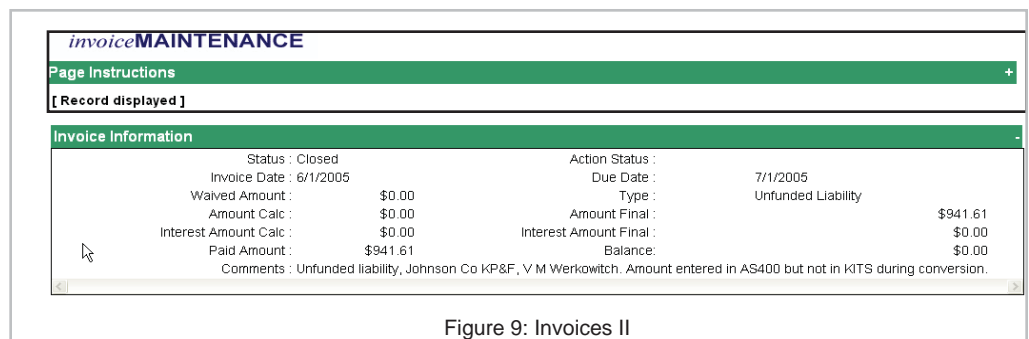 invoiceMAINTENANCE
Page Instructions +
[ Record displayed ]
Invoice Information -
Status : Closed Action Status :
Invoice Date : 6/1/2005 Due Date : 7/1/2005
Waived Amount : $0.00 Type : Unfunded Liability
Amount Calc : $0.00 Amount Final : $941.61
Interest Amount Calc : $0.00 Interest Amount Final : $0.00
Paid Amount : $941.61 Balance: $0.00
Comments : Unfunded liability, Johnson Co KP&F, V M Werkowitch. Amount entered in AS400 but not in KITS during conversion.
Figure 9: Invoices II